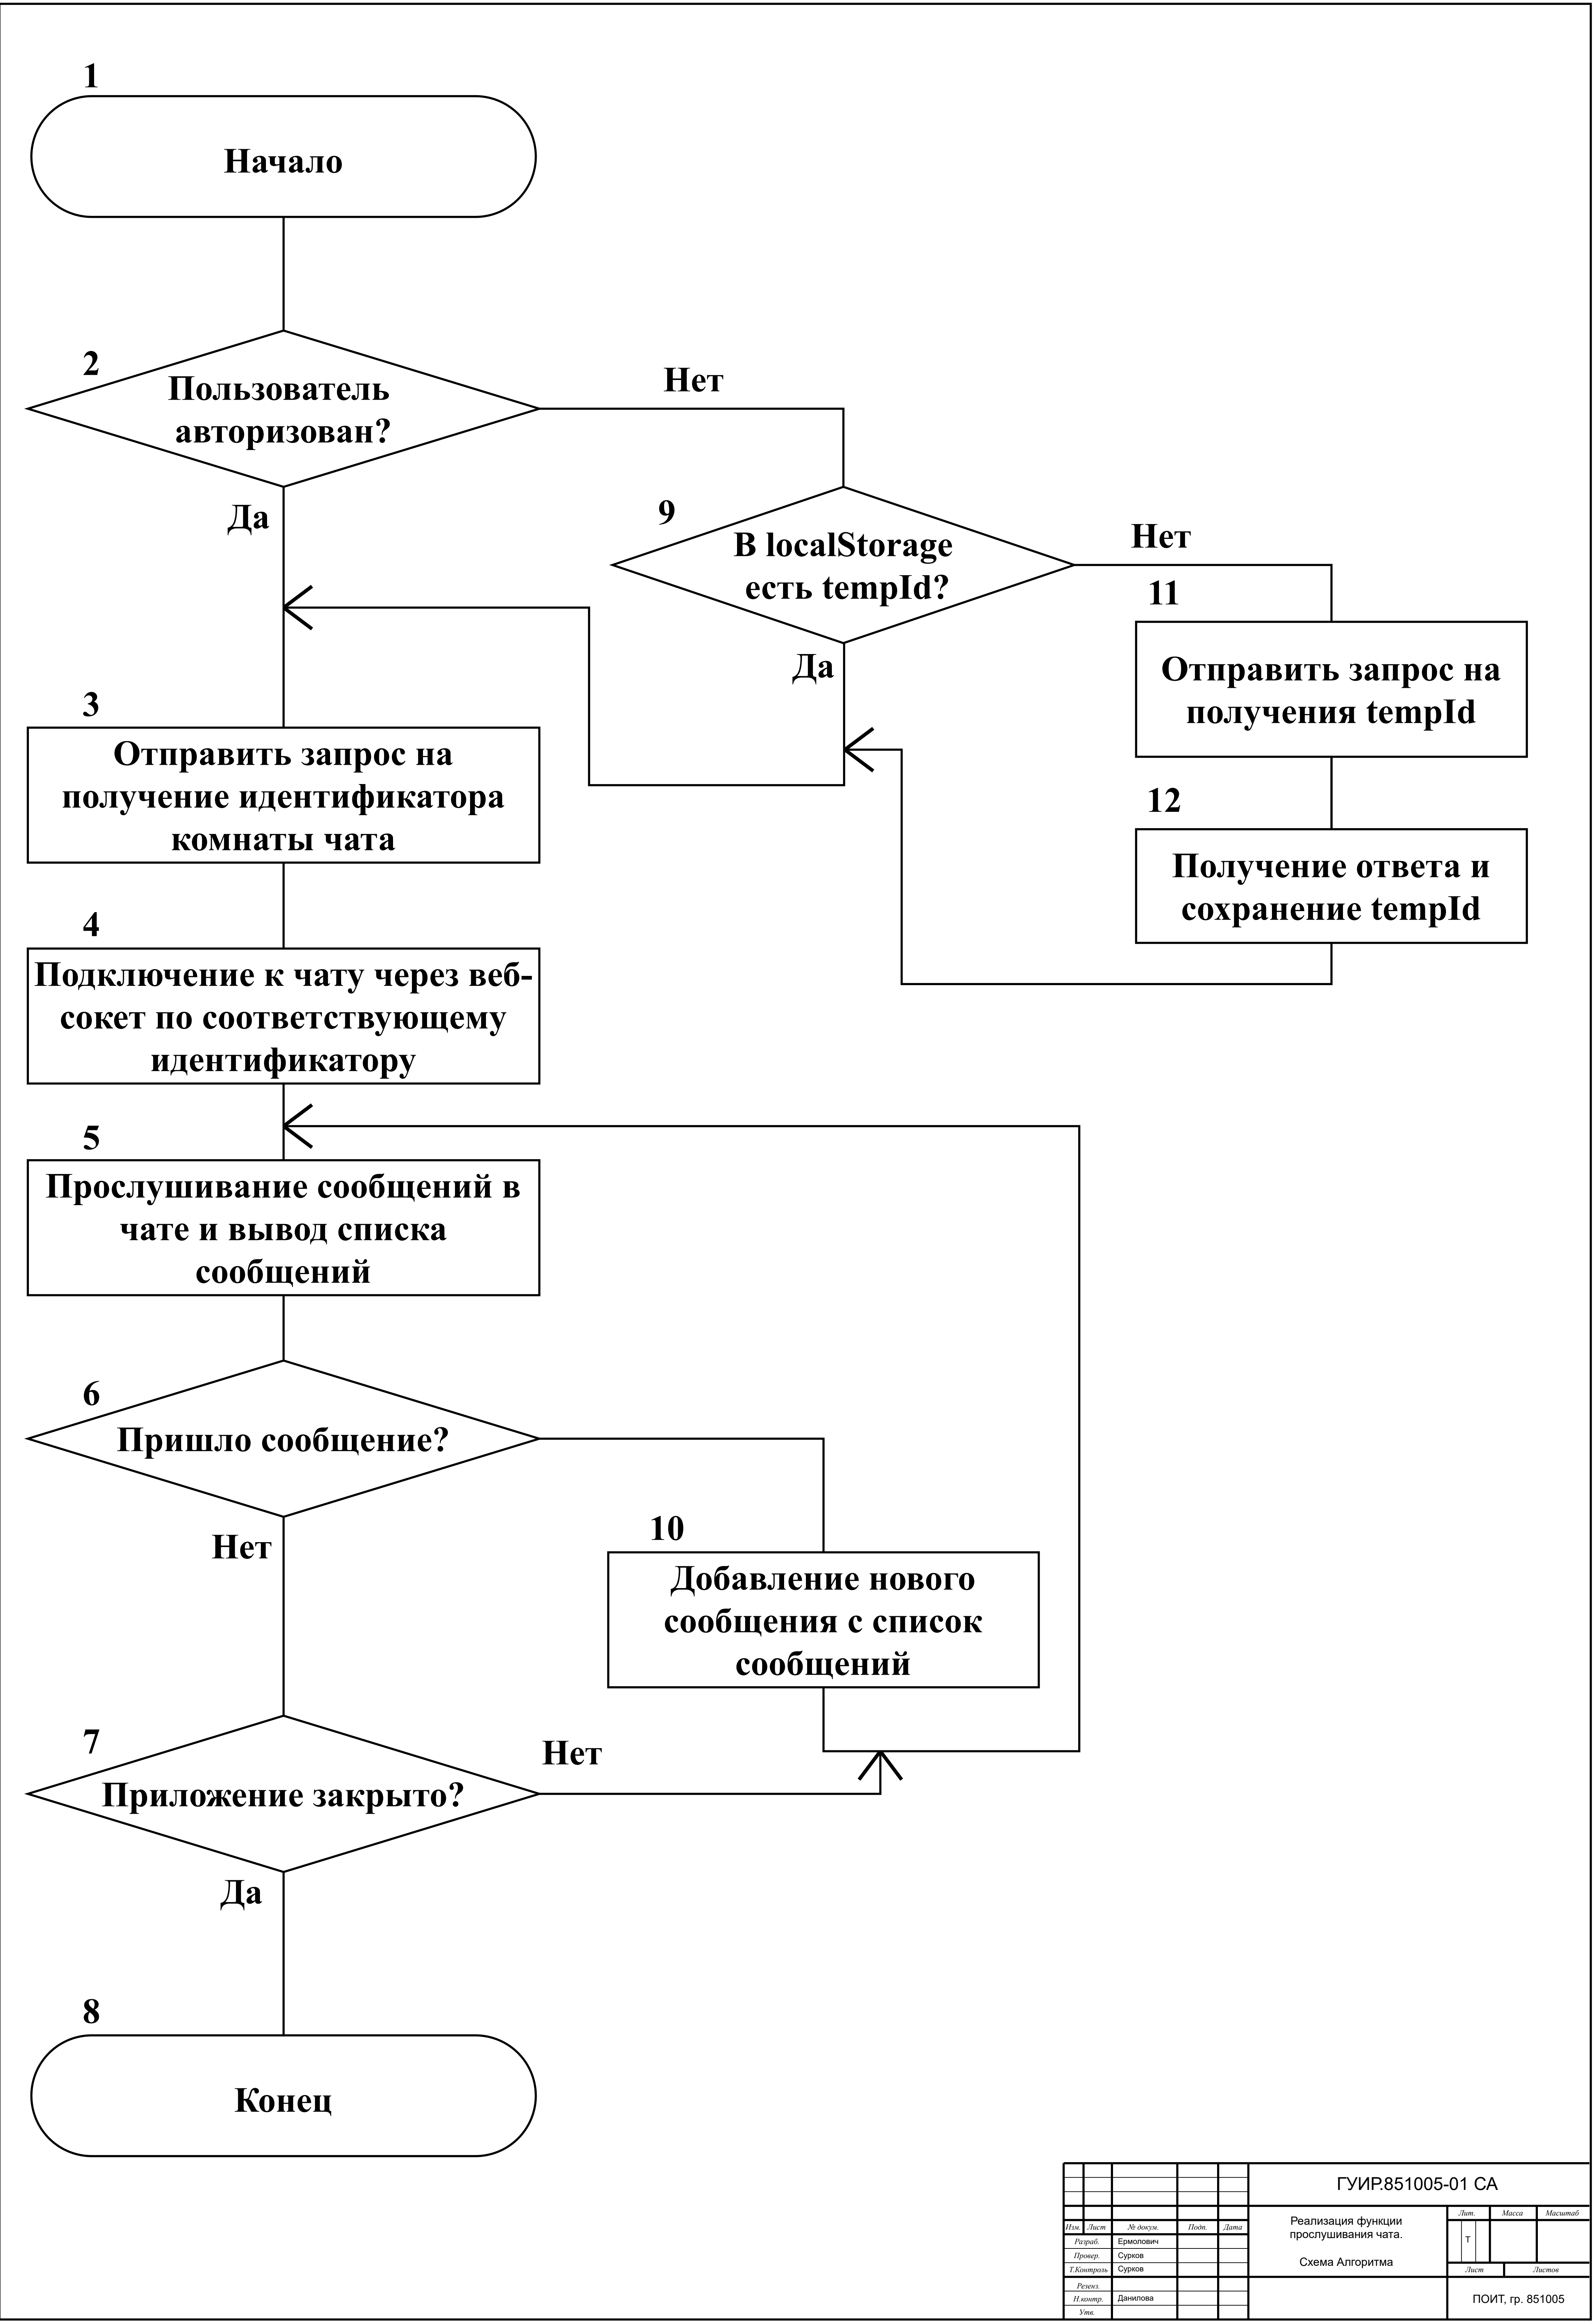 1
Начало
2
Пользователь
авторизован?
Нет
Да
9
В localStorage
есть tempId?
Нет
Да
11
Отправить запрос на
получения tempId
12
Получение ответа и
сохранение tempId
3
Отправить запрос на
получение идентификатора
комнаты чата
4
Подключение к чату через веб-
сокет по соответствующему
идентификатору
5
Прослушивание сообщений в
чате и вывод списка
сообщений
6
Пришло сообщение?
Нет
10
Добавление нового
сообщения с список
сообщений
7
Приложение закрыто?
Нет
Да
8
Конец
ГУИР.851005-01 СА
Изм. Лист № докум. Подп. Дата
Разраб. Ермолович
Провер. Сурков
Т.Контроль Сурков
Резенз.
Н.контр. Данилова
Утв.
Реализация функции
прослушивания чата.
Схема Алгоритма
Лит. Масса Масштаб
Т
Лист Листов
ПОИТ, гр. 851005